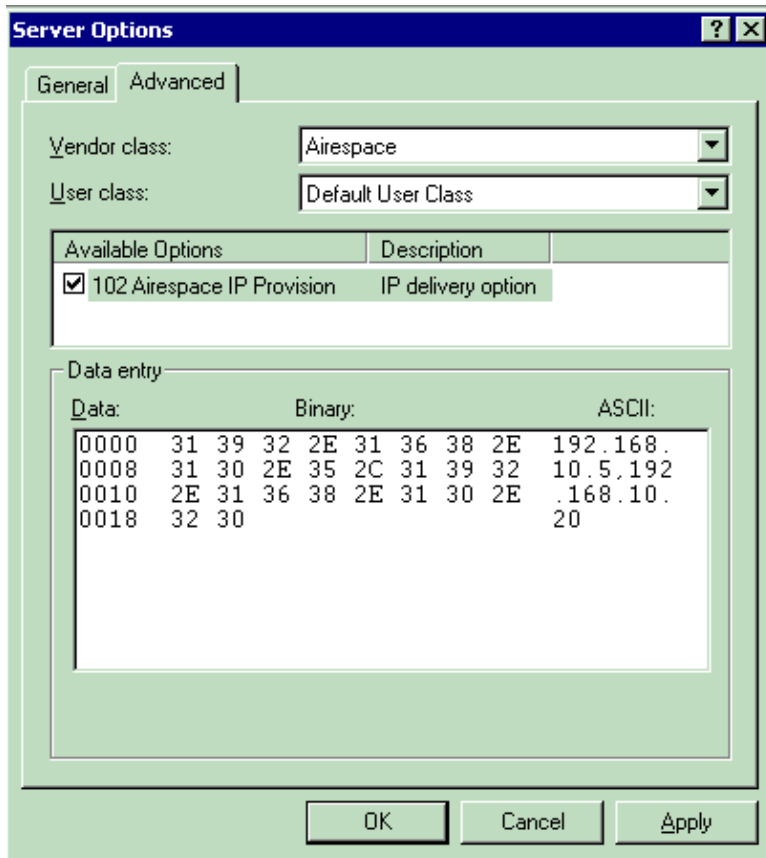 Server Options
General Advanced
Vendor class: Airespace
User class: Default User Class
Available Options Description
102 Airespace IP Provision IP delivery option
Data entry
Data: Binary: ASCII:
0000 31 39 32 2E 31 36 38 2E 192.168.
0008 31 30 2E 35 2C 31 39 32 10.5,192
0010 2E 31 36 38 2E 31 30 2E .168.10.
0018 32 30 20
OK Cancel Apply